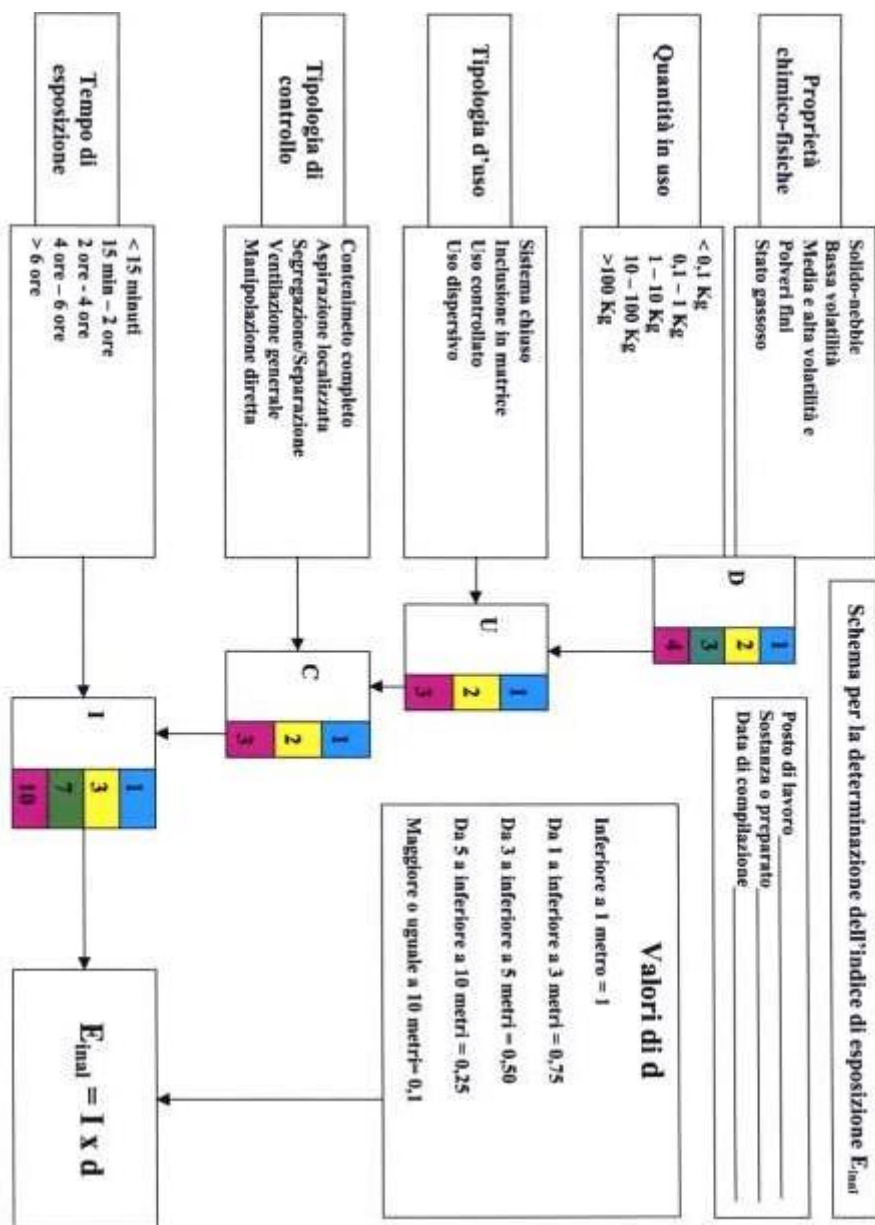 Schema per la determinazione dell'indice di esposizione Einal
Posto di lavoro
Sostanza o preparato
Data di compilazione
Proprietà
chimico-fisiche
Solido-nebbie
Bassa volatilità
Media e alta volatilità e
Polveri fini
Stato gassoso
Quantità in uso
< 0,1 Kg
0,1 – 1 Kg
1 – 10 Kg
10 – 100 Kg
>100 Kg
D
1
2
3
4
Tipologia d'uso
Sistema chiuso
Inclusione in matrice
Uso controllato
Uso dispersivo
U
1
2
3
Tipologia di
controllo
Contenimeto completo
Aspirazione localizzata
Segregazione/Separazione
Ventilazione generale
Manipolazione diretta
C
1
2
3
Tempo di
esposizione
< 15 minuti
15 min – 2 ore
2 ore - 4 ore
4 ore – 6 ore
> 6 ore
I
1
3
7
10
Valori di d
Inferiore a 1 metro = 1
Da 1 a inferiore a 3 metri = 0,75
Da 3 a inferiore a 5 metri = 0,50
Da 5 a inferiore a 10 metri = 0,25
Maggiore o uguale a 10 metri= 0,1
Einal = I x d